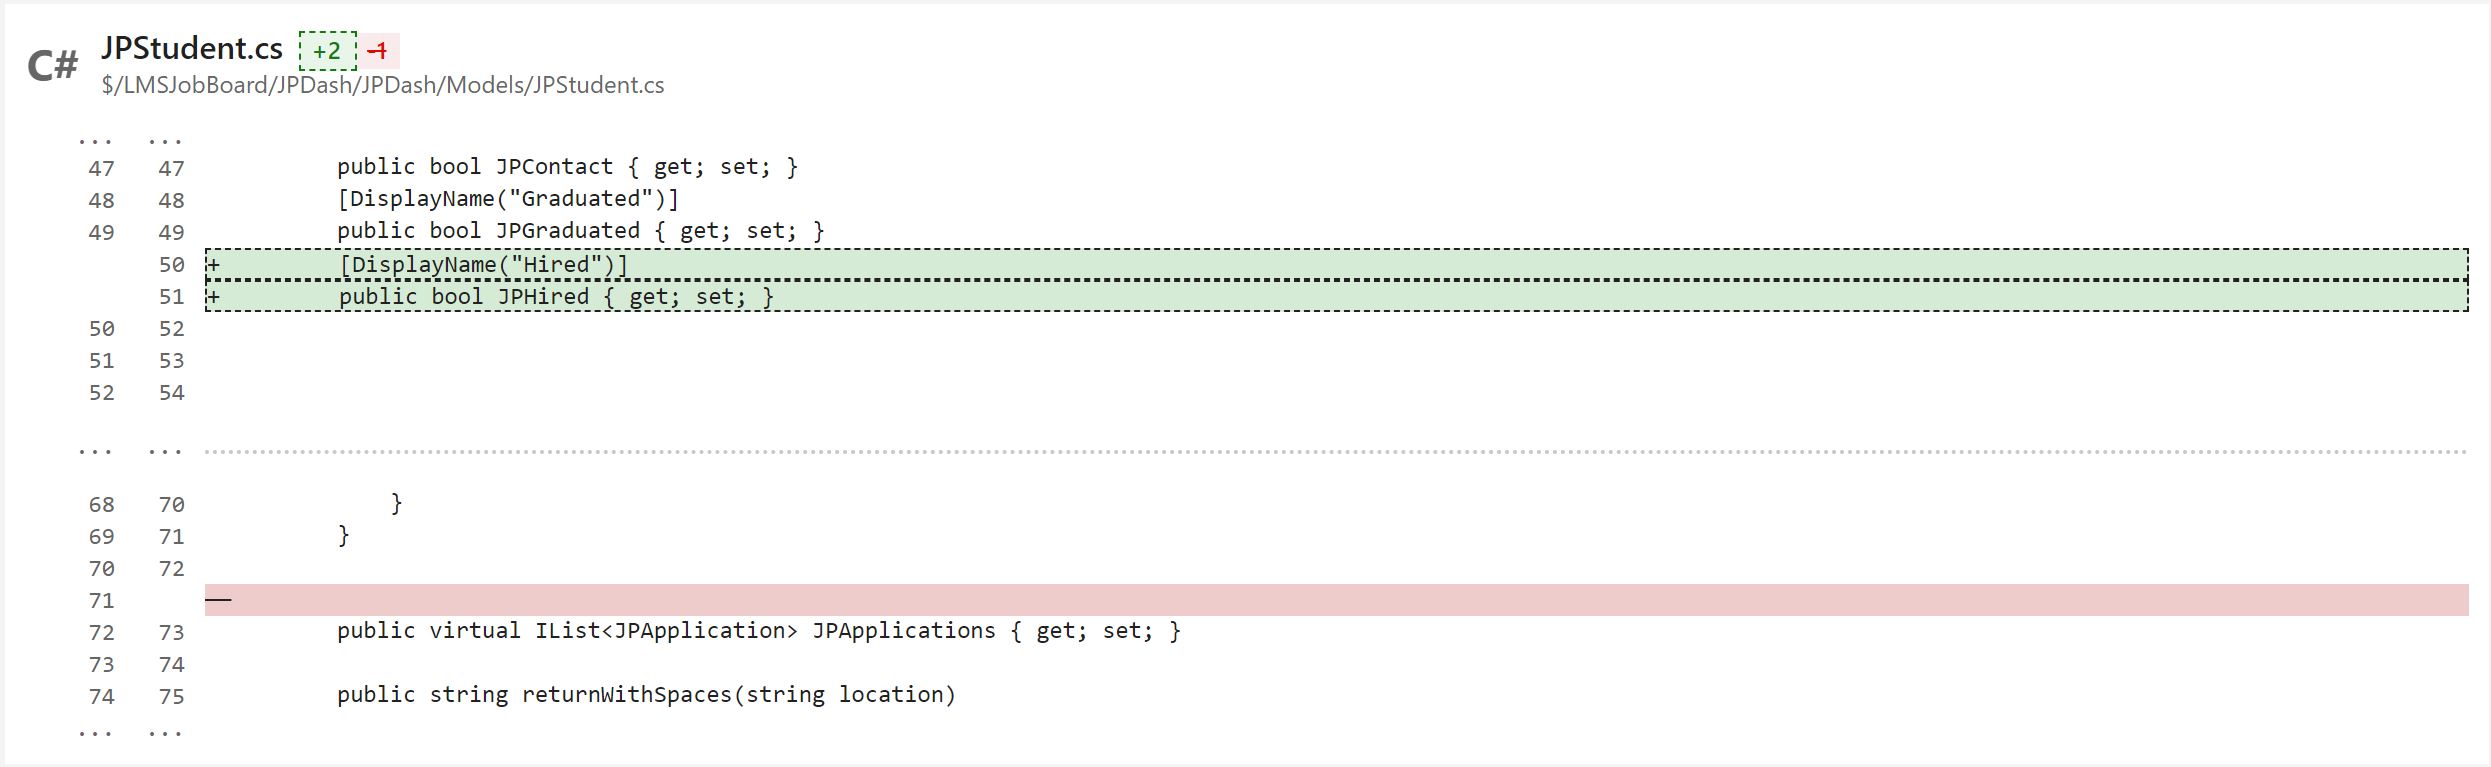 C# JPStudent.cs +2 -1
$/LMSJobBoard/JPDash/JPDash/Models/JPStudent.cs
... ...
47 47 public bool JPContact { get; set; }
48 48 [DisplayName("Graduated")]
49 49 public bool JPGraduated { get; set; }
50 + [DisplayName("Hired")]
51 + public bool JPHired { get; set; }
50 52
51 53
52 54
... ...
68 70 }
69 71 }
70 72
71 —
72 73 public virtual IList<JPApplication> JPApplications { get; set; }
73 74
74 75 public string returnWithSpaces(string location)
... ...